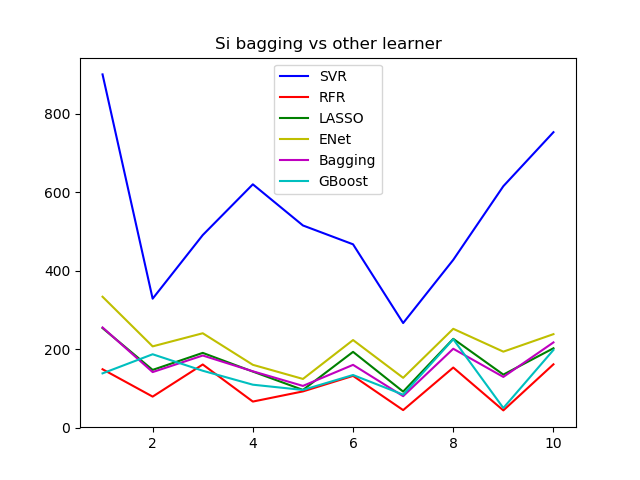 Si bagging vs other learner
SVR
RFR
LASSO
ENet
Bagging
GBoost
800
600
400
200
0
2
4
6
8
10